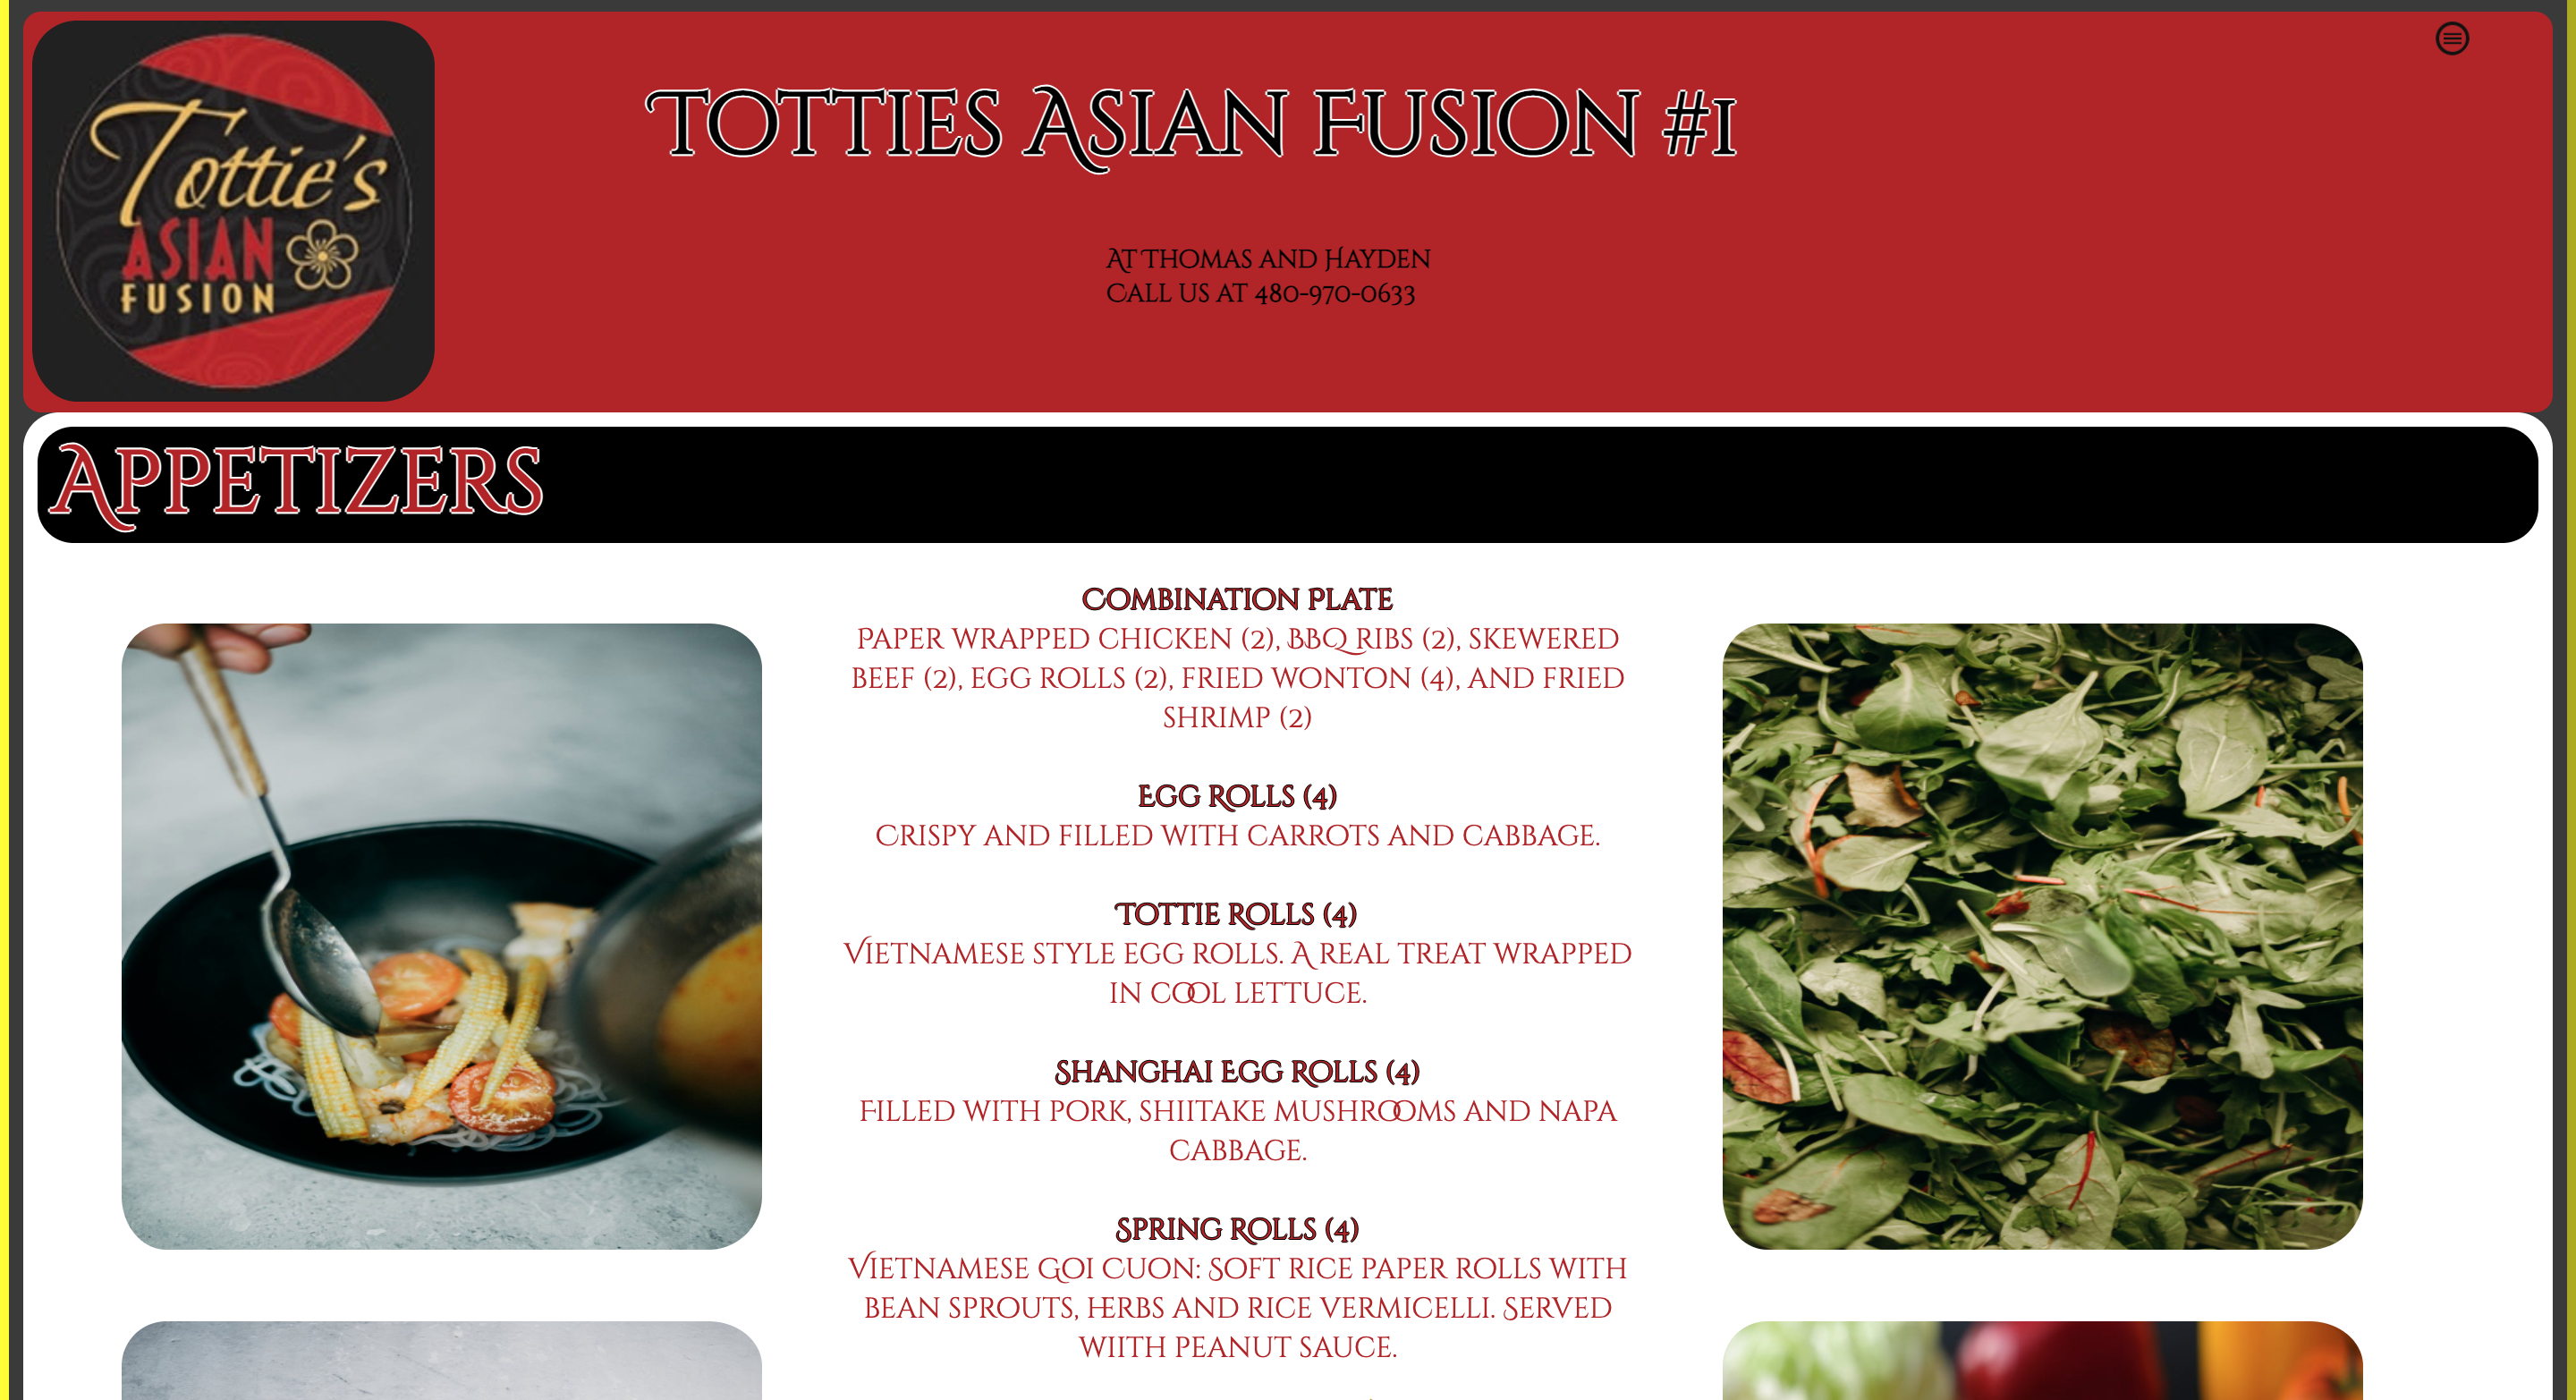 Tottie's
ASIAN
FUSION
Totties Asian Fusion #1
At Thomas and Hayden
Call us at 480-970-0633
Appetizers
Combination Plate
Paper wrapped chicken (2), BBQ Ribs (2), skewered
beef (2), egg rolls (2), fried wonton (4), and fried
shrimp (2)
Egg Rolls (4)
Crispy and filled with carrots and cabbage.
Tottie Rolls (4)
Vietnamese style egg rolls. A real treat wrapped
in cool lettuce.
Shanghai Egg Rolls (4)
Filled with pork, shiitake mushrooms and napa
cabbage.
Spring Rolls (4)
Vietnamese Goi Cuon: Soft rice paper rolls with
bean sprouts, herbs and rice vermicelli. Served
wiith peanut sauce.